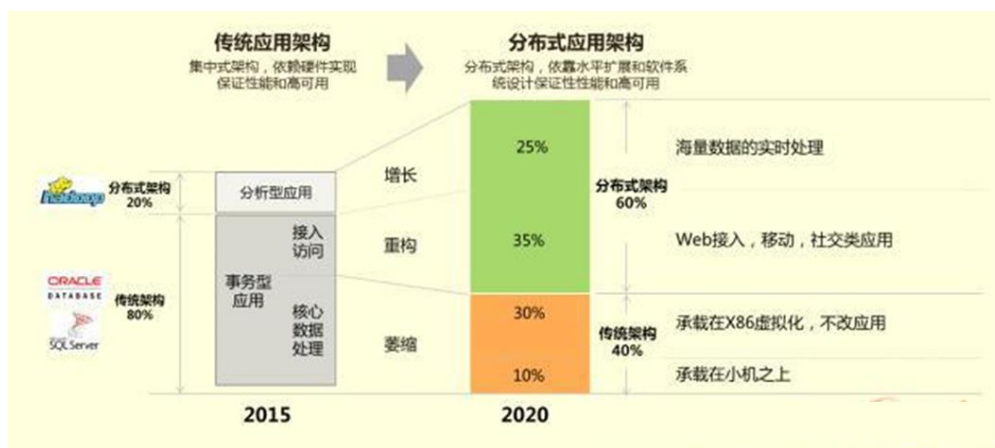 传统应用架构
集中式架构，依赖硬件实现
保证性能和高可用
分布式应用架构
分布式架构，依靠水平扩展和软件系
统设计保证性性能和高可用
hadoop
分布式架构
20%
分析型应用
增长
25%
海量数据的实时处理
分布式架构
60%
ORACLE
DATABASE
SQL Server
传统架构
80%
事务型
应用
接入
访问
核心
数据
处理
重构
35%
Web接入，移动，社交类应用
萎缩
30%
传统架构
40%
承载在X86虚拟化，不改应用
10%
承载在小机之上
2015
2020